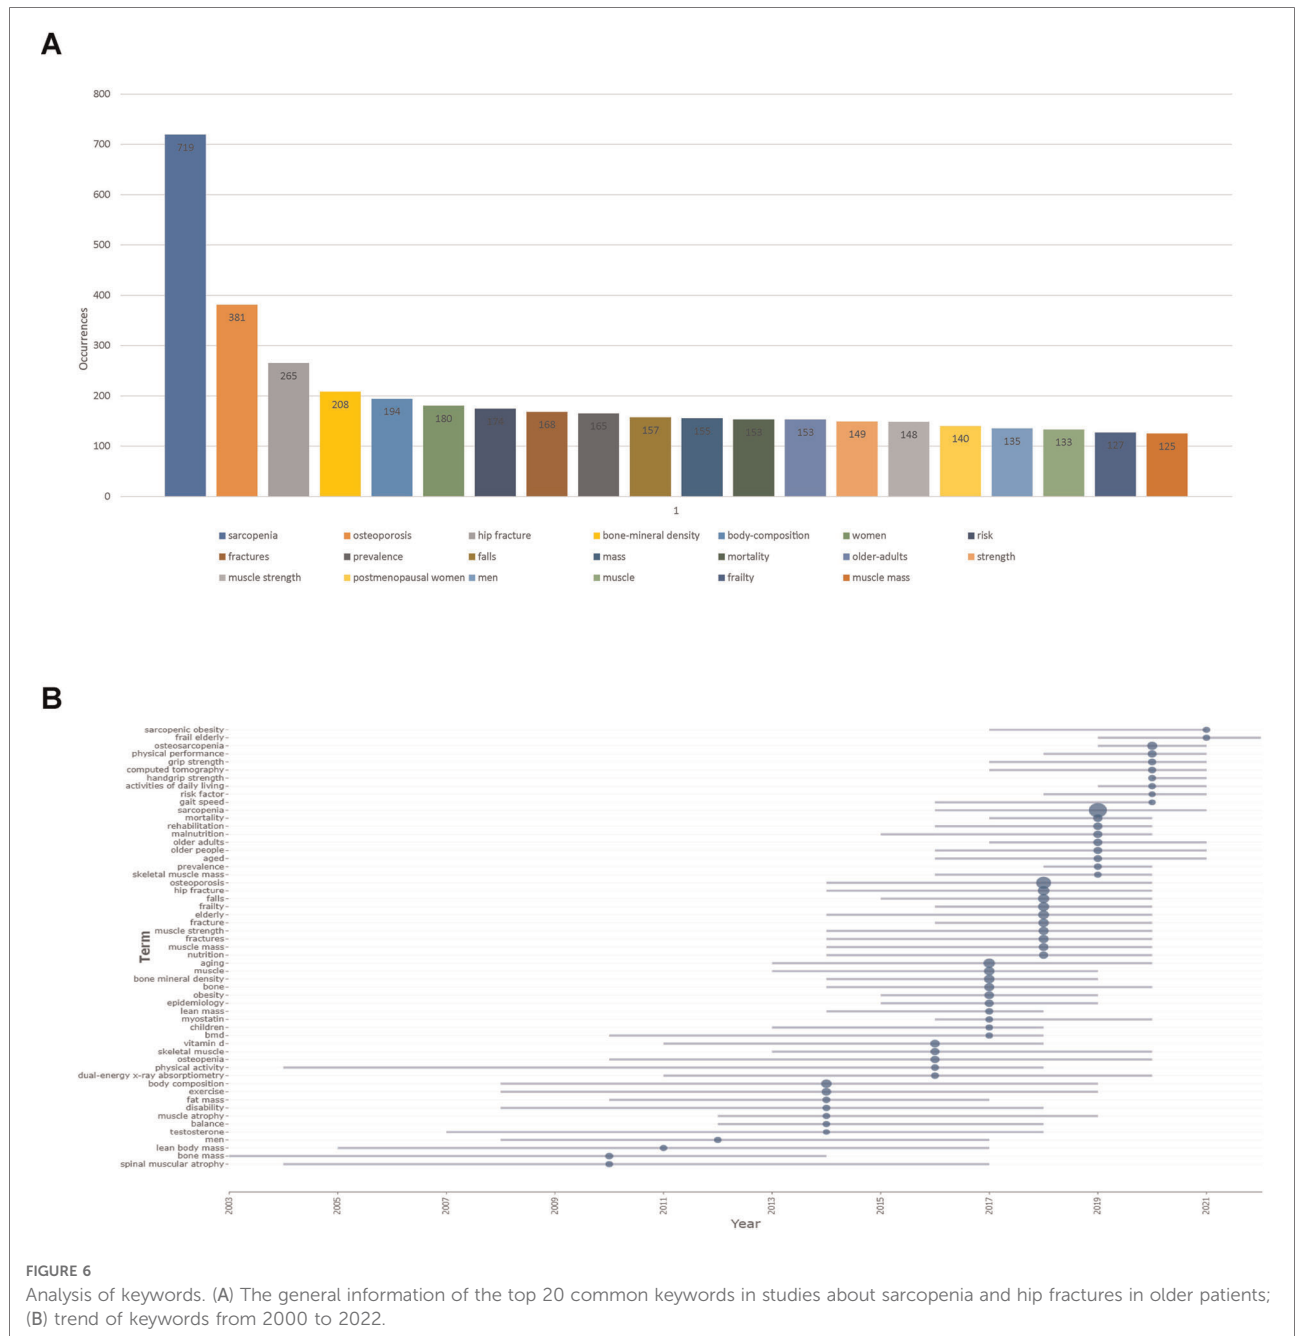 A
800
700
600
500
400
300
200
100
0
Occurrences
719
381
265
208
194
180
168
165
157
155
153
153
149
148
140
135
133
127
125
1
sarcopenia osteoporosis hip fracture bone-mineral density body-composition women risk
fractures prevalence falls mass mortality older-adults strength
muscle strength postmenopausal women men muscle frailty muscle mass
B
Term
sarcopenic obesity
frail elderly
osteosarcopenia
physical performance
grip strength
computed tomography
handgrip strength
activities of daily living
risk factor
gait speed
sarcopenia
mortality
rehabilitation
malnutrition
older adults
older people
aged
prevalence
skeletal muscle mass
osteoporosis
hip fracture
falls
frailty
elderly
fracture
muscle strength
fractures
muscle mass
nutrition
aging
muscle
bone mineral density
bone
obesity
epidemiology
lean mass
myostatin
children
bmd
vitamin d
skeletal muscle
osteopenia
physical activity
dual-energy x-ray absorptiometry
body composition
exercise
fat mass
disability
muscle atrophy
balance
testosterone
men
lean body mass
bone mass
spinal muscular atrophy
2003 2005 2007 2009 2011 2013 2015 2017 2019 2021
Year
FIGURE 6
Analysis of keywords. (A) The general information of the top 20 common keywords in studies about sarcopenia and hip fractures in older patients;
(B) trend of keywords from 2000 to 2022.